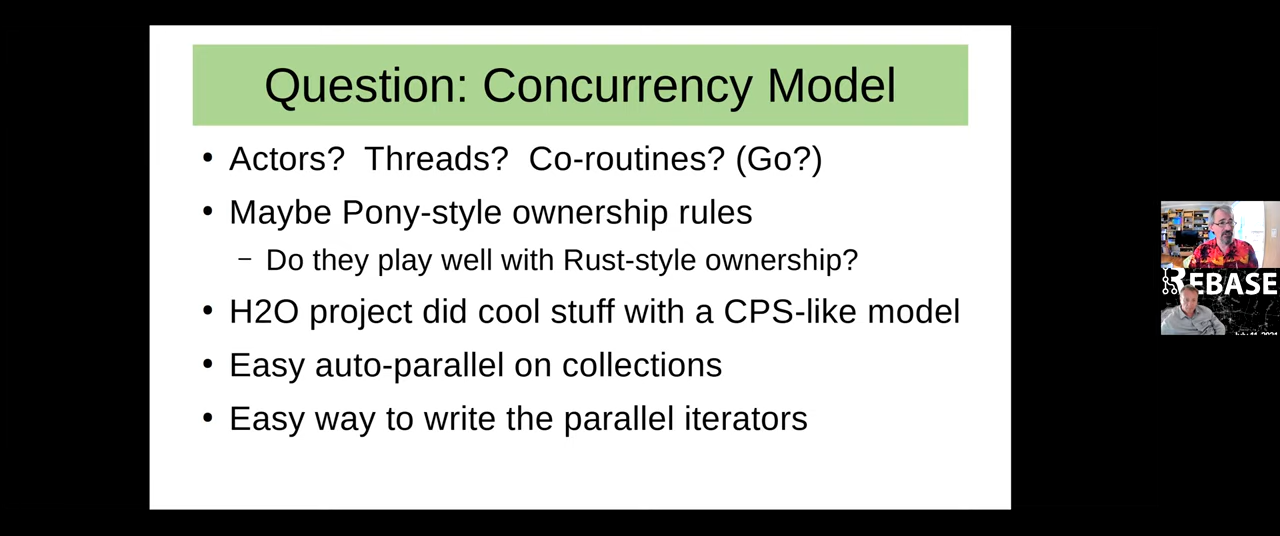 Question: Concurrency Model
• Actors? Threads? Co-routines? (Go?)
• Maybe Pony-style ownership rules
– Do they play well with Rust-style ownership?
• H2O project did cool stuff with a CPS-like model
• Easy auto-parallel on collections
• Easy way to write the parallel iterators
REBASE